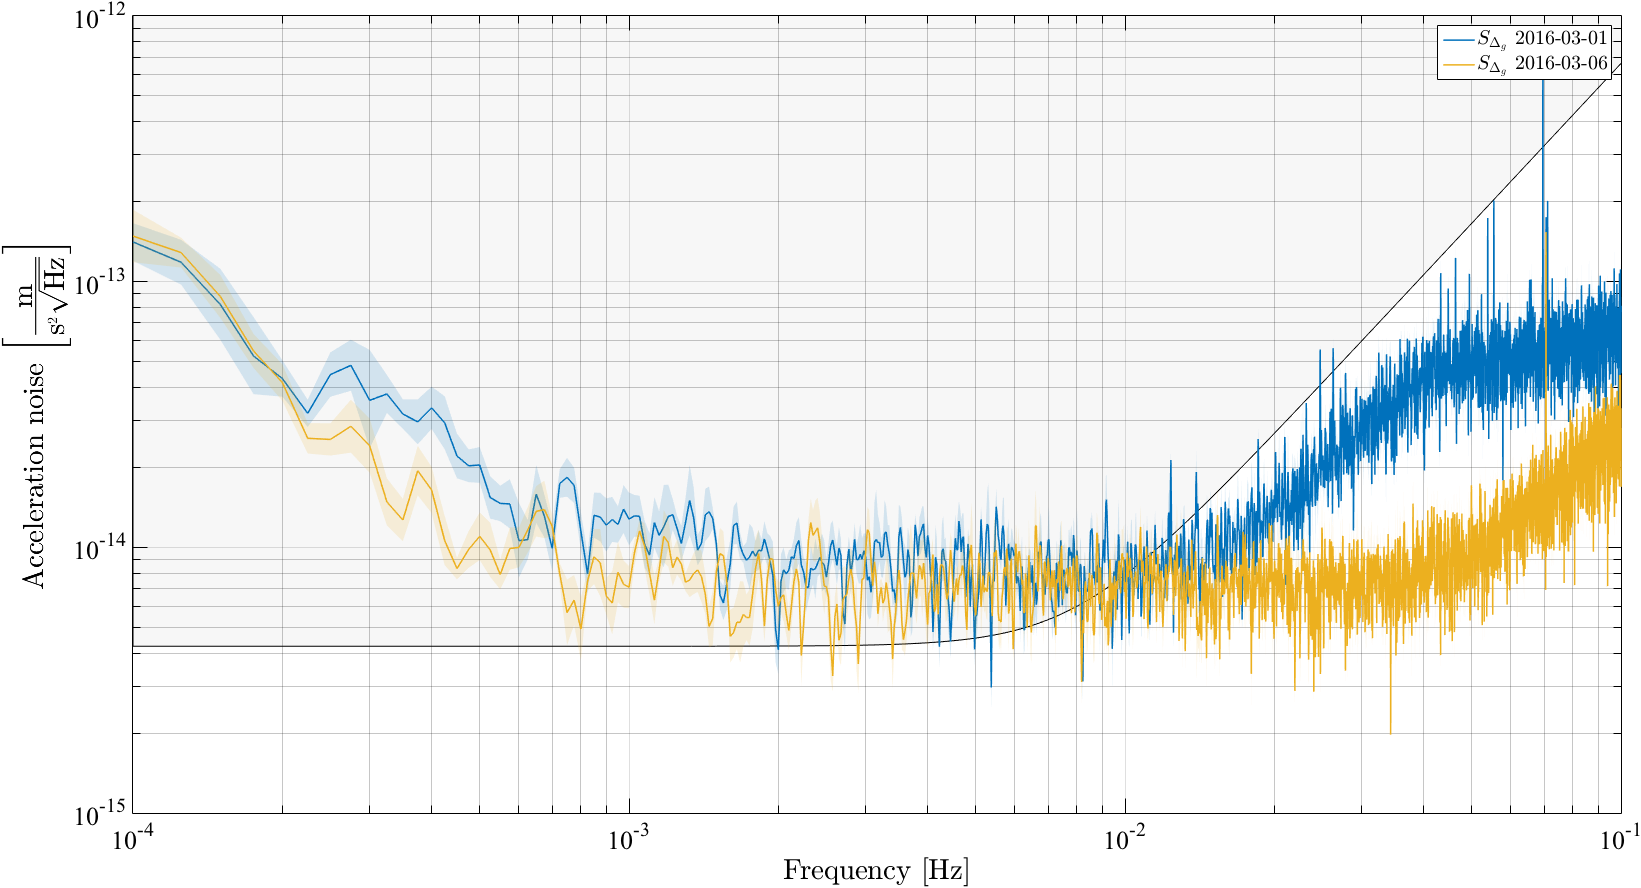 10^-12
S_Δg 2016-03-01
S_Δg 2016-03-06
10^-13
10^-14
10^-15
Acceleration noise [m / s²√Hz]
10^-4
10^-3
10^-2
10^-1
Frequency [Hz]